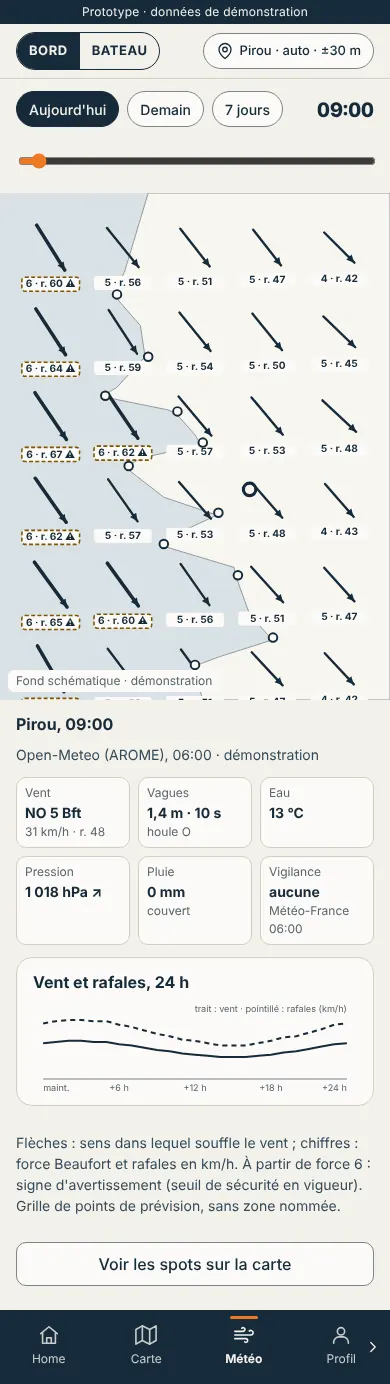 Prototype · données de démonstration
BORD BATEAU Pirou · auto · ±30 m
Aujourd'hui Demain 7 jours 09:00
6 · r. 60 ⚠ 5 · r. 56 5 · r. 51 5 · r. 47 4 · r. 42
6 · r. 64 ⚠ 5 · r. 59 5 · r. 54 5 · r. 50 5 · r. 45
6 · r. 67 ⚠ 6 · r. 62 ⚠ 5 · r. 57 5 · r. 53 5 · r. 48
6 · r. 62 ⚠ 5 · r. 57 5 · r. 53 5 · r. 48 4 · r. 43
6 · r. 65 ⚠ 6 · r. 60 ⚠ 5 · r. 56 5 · r. 51 5 · r. 47
Fond schématique · démonstration
Pirou, 09:00
Open-Meteo (AROME), 06:00 · démonstration
Vent Vagues Eau
NO 5 Bft 1,4 m · 10 s 13 °C
31 km/h · r. 48 houle O
Pression Pluie Vigilance
1 018 hPa ↗ 0 mm aucune
couvert Météo-France
06:00
Vent et rafales, 24 h
trait : vent · pointillé : rafales (km/h)
maint. +6 h +12 h +18 h +24 h
Flèches : sens dans lequel souffle le vent ; chiffres :
force Beaufort et rafales en km/h. À partir de force 6 :
signe d'avertissement (seuil de sécurité en vigueur).
Grille de points de prévision, sans zone nommée.
Voir les spots sur la carte
Home Carte Météo Profil